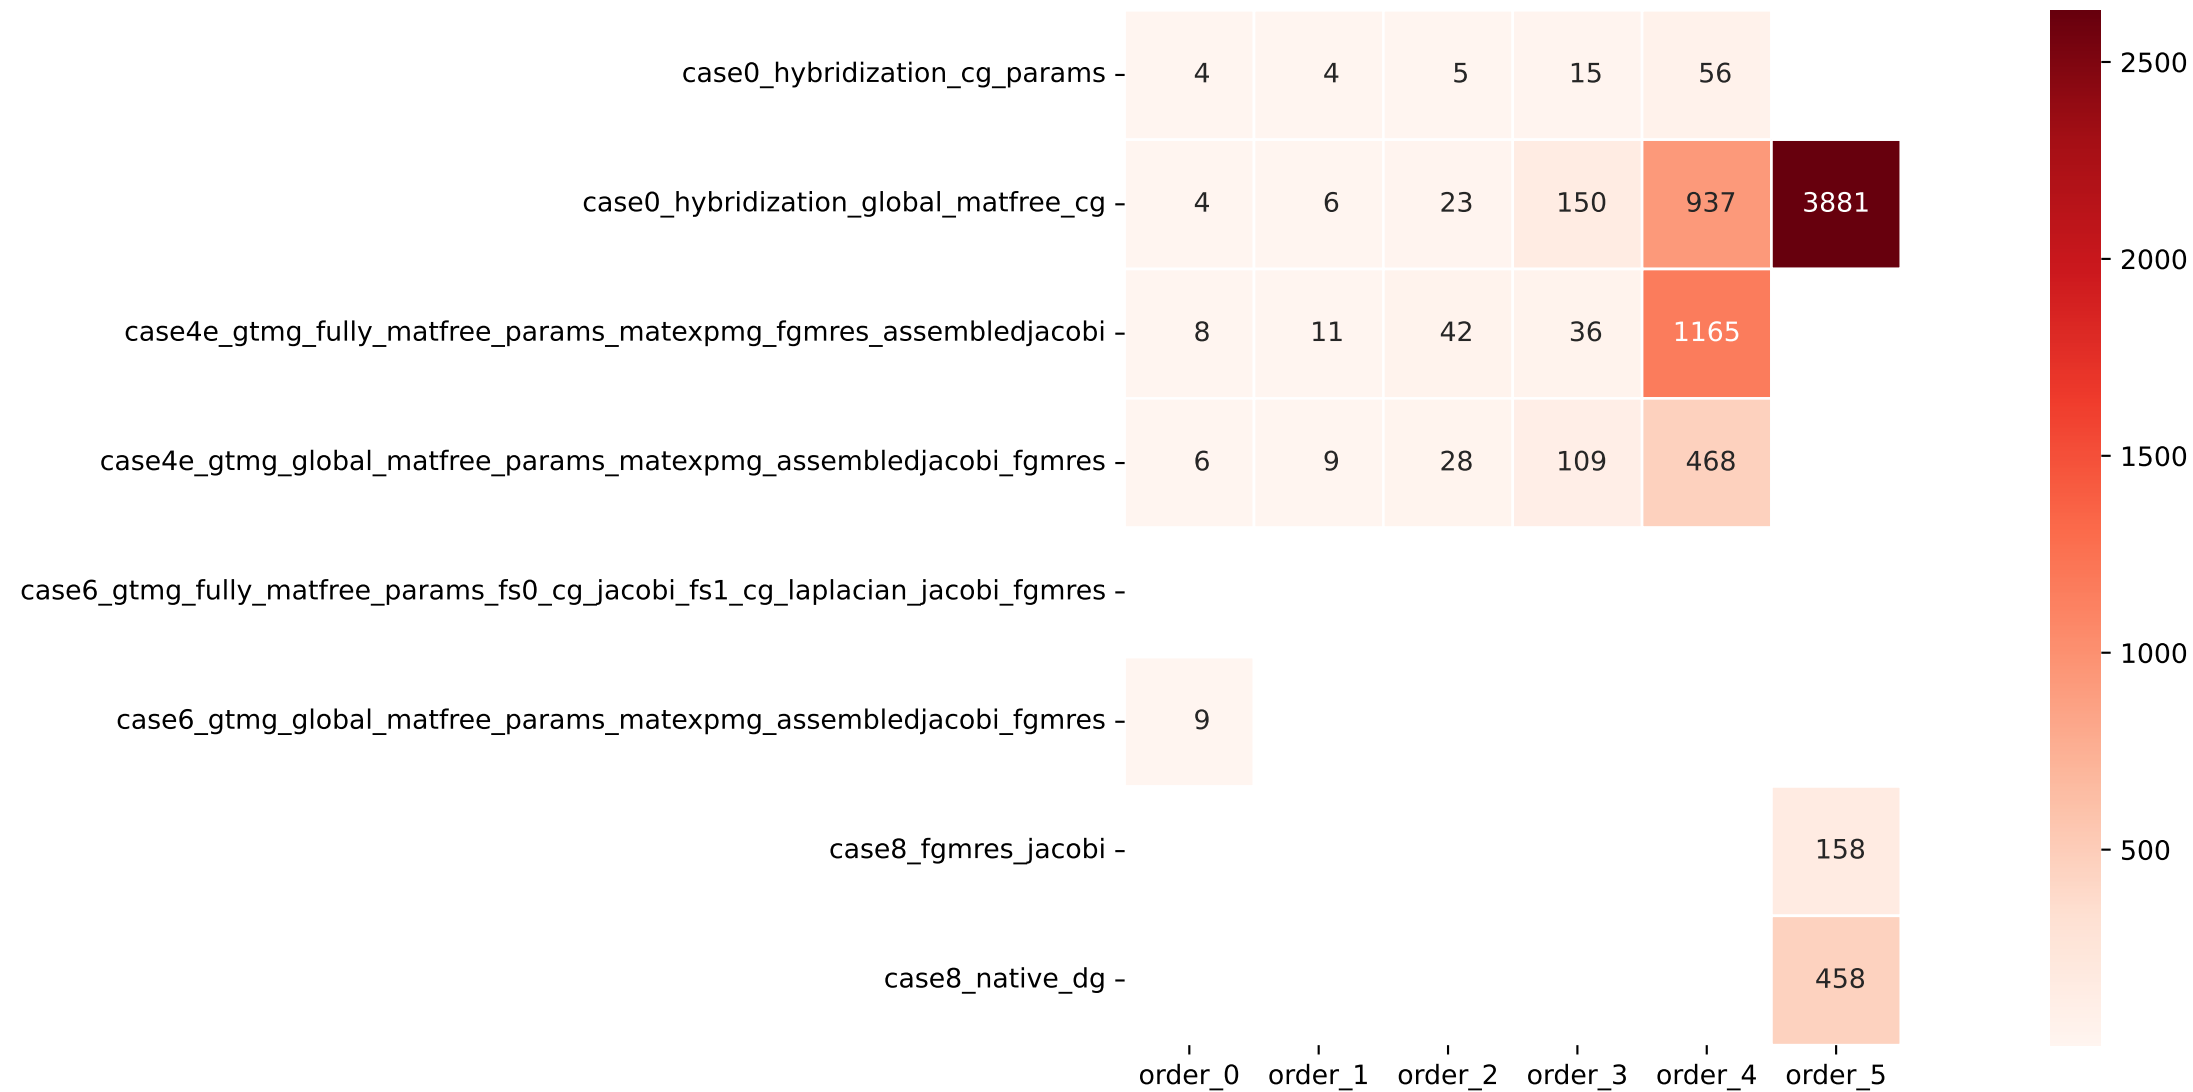 case0_hybridization_cg_params 4 4 5 15 56
case0_hybridization_global_matfree_cg 4 6 23 150 937 3881
case4e_gtmg_fully_matfree_params_matexpmg_fgmres_assembledjacobi 8 11 42 36 1165
case4e_gtmg_global_matfree_params_matexpmg_assembledjacobi_fgmres 6 9 28 109 468
case6_gtmg_fully_matfree_params_fs0_cg_jacobi_fs1_cg_laplacian_jacobi_fgmres
case6_gtmg_global_matfree_params_matexpmg_assembledjacobi_fgmres 9
case8_fgmres_jacobi 158
case8_native_dg 458
order_0 order_1 order_2 order_3 order_4 order_5
2500
2000
1500
1000
500